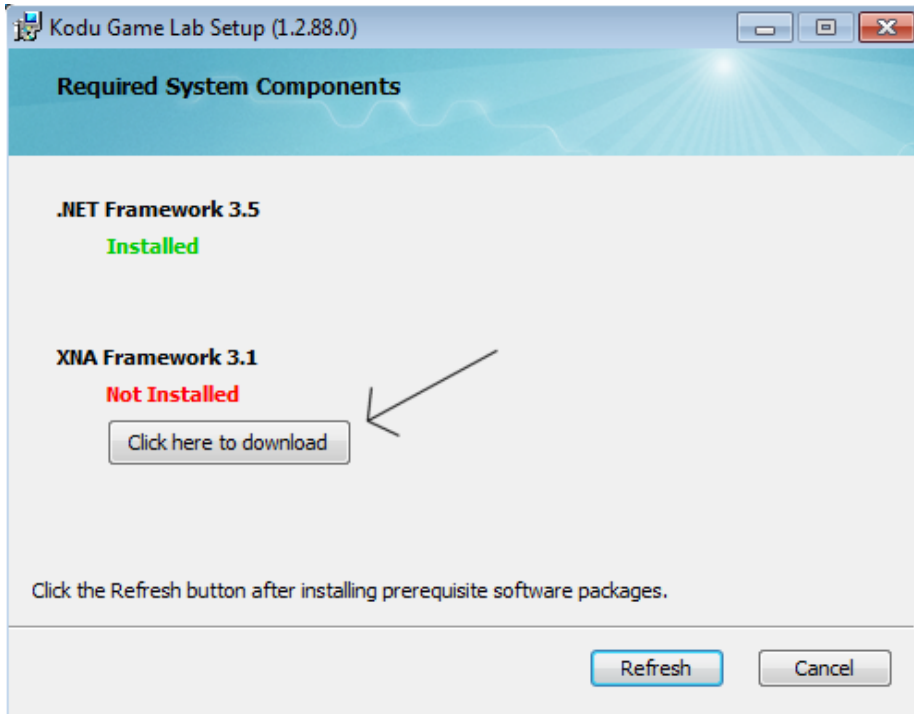 Kodu Game Lab Setup (1.2.88.0)
Required System Components
.NET Framework 3.5
Installed
XNA Framework 3.1
Not Installed
Click here to download
Click the Refresh button after installing prerequisite software packages.
Refresh
Cancel